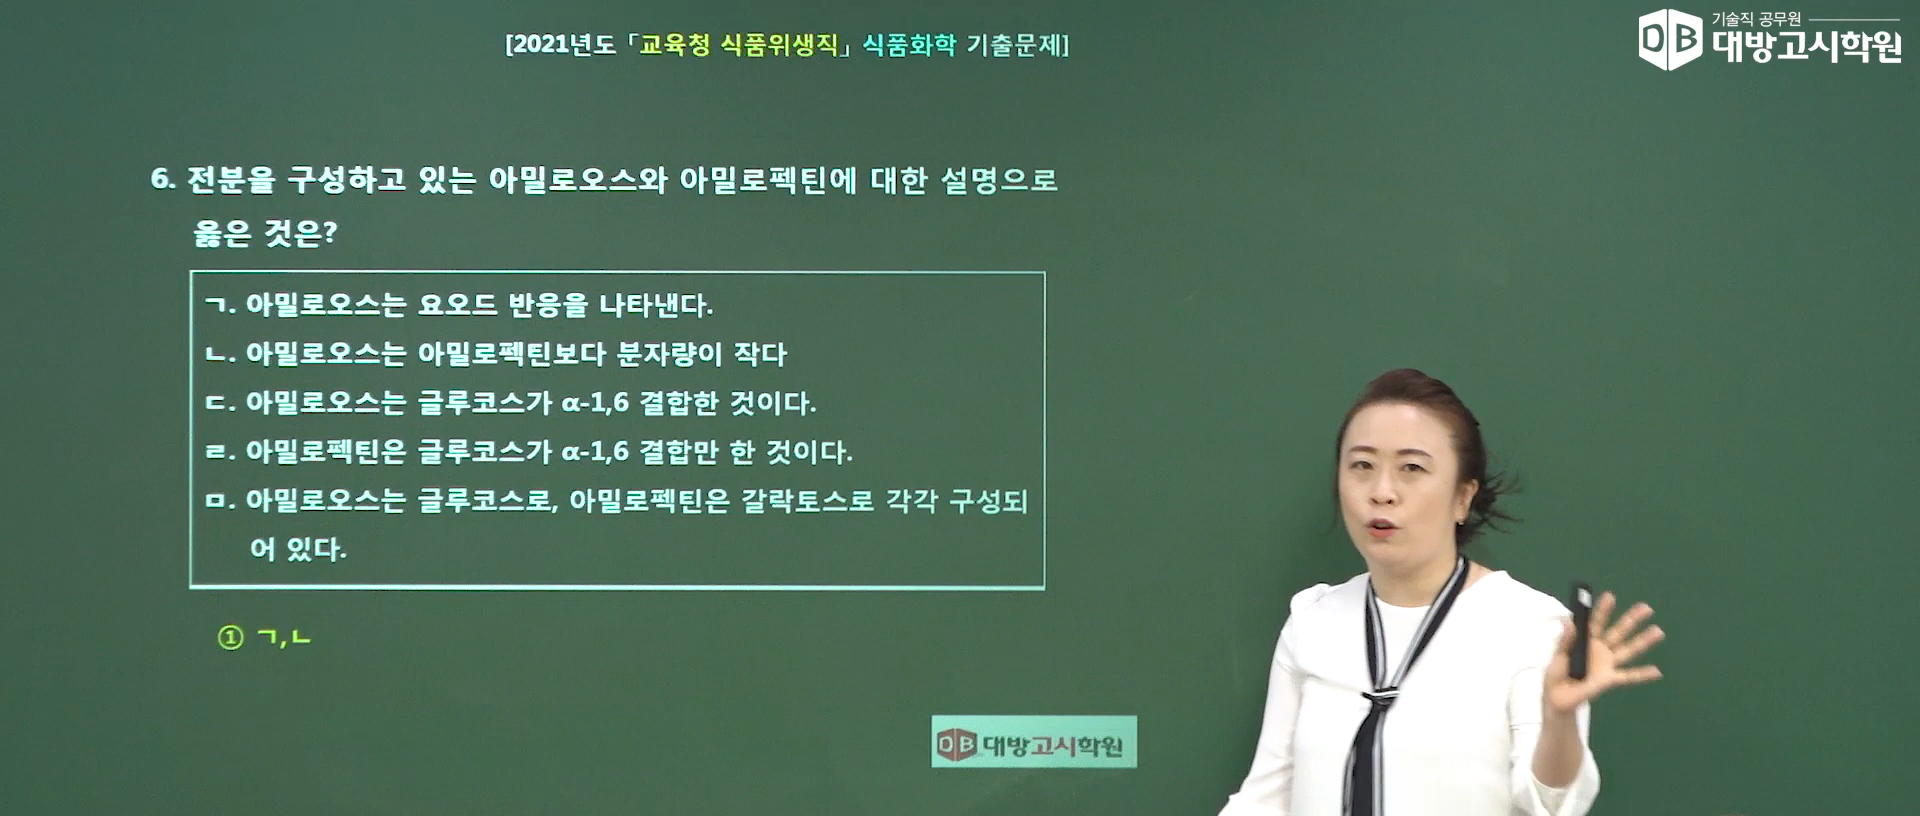 [2021년도 「교육청 식품위생직」 식품화학 기출문제]
기술직 공무원
DB 대방고시학원
6. 전분을 구성하고 있는 아밀로오스와 아밀로펙틴에 대한 설명으로
옳은 것은?
ㄱ. 아밀로오스는 요오드 반응을 나타낸다.
ㄴ. 아밀로오스는 아밀로펙틴보다 분자량이 작다
ㄷ. 아밀로오스는 글루코스가 α-1,6 결합한 것이다.
ㄹ. 아밀로펙틴은 글루코스가 α-1,6 결합만 한 것이다.
ㅁ. 아밀로오스는 글루코스로, 아밀로펙틴은 갈락토스로 각각 구성되
어 있다.
① ㄱ,ㄴ
DB 대방고시학원